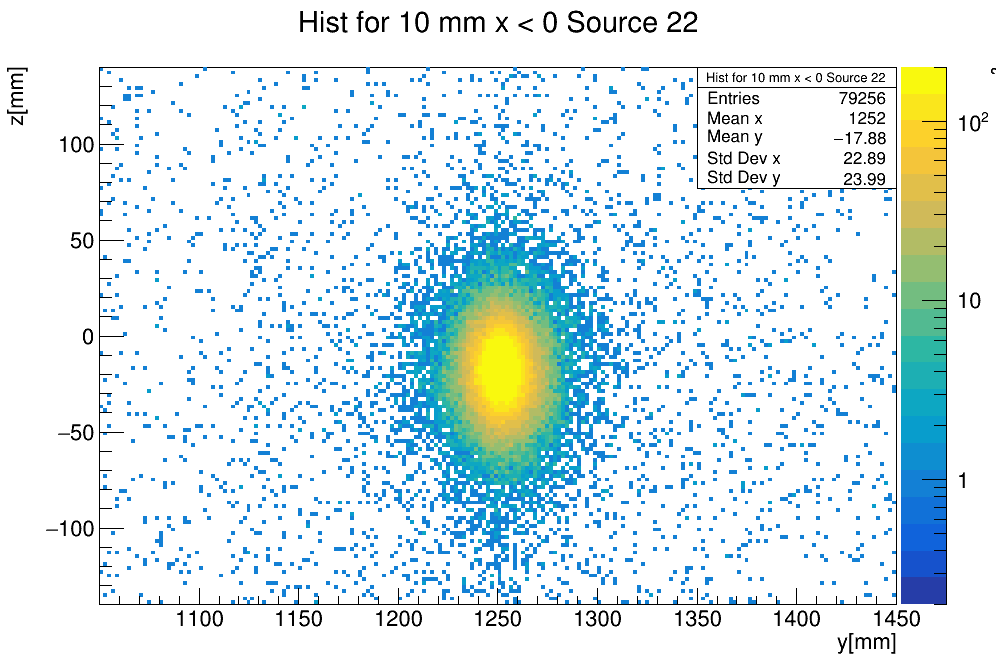 Hist for 10 mm x < 0 Source 22
z[mm]
Hist for 10 mm x < 0 Source 22
Entries 79256
Mean x 1252
Mean y −17.88
Std Dev x 22.89
Std Dev y 23.99
100
50
0
−50
−100
1100 1150 1200 1250 1300 1350 1400 1450
y[mm]
10²
10
1